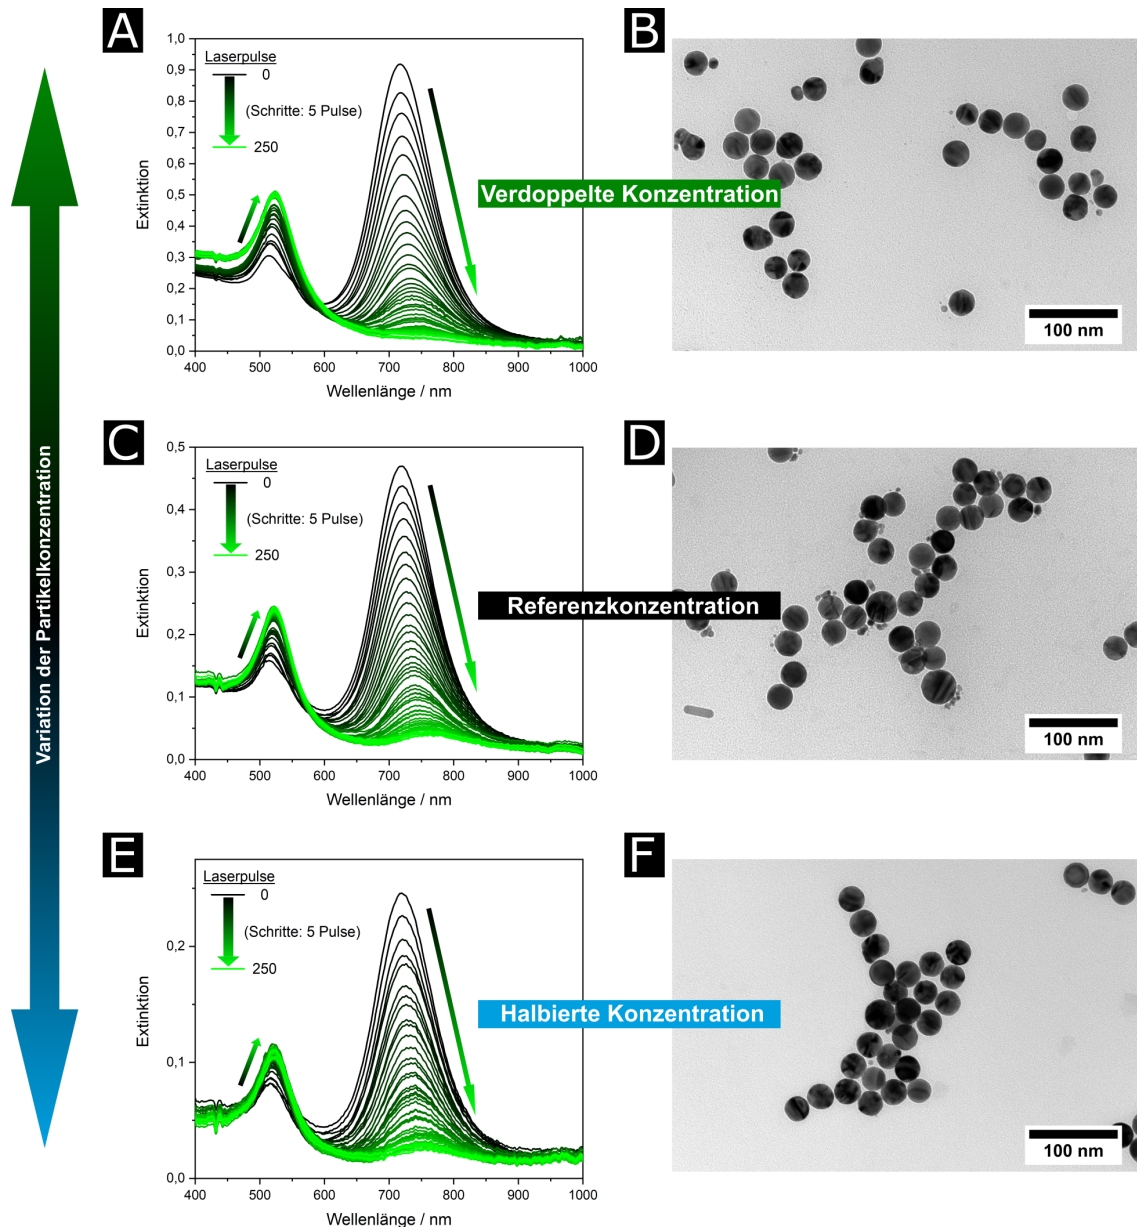 A
B
Laserpulse
0
(Schritte: 5 Pulse)
250
1,0
0,9
0,8
0,7
0,6
0,5
0,4
0,3
0,2
0,1
0,0
Extinktion
400 500 600 700 800 900 1000
Wellenlänge / nm
Verdoppelte Konzentration
100 nm
Variation der Partikelkonzentration
C
D
Laserpulse
0
(Schritte: 5 Pulse)
250
0,5
0,4
0,3
0,2
0,1
0,0
Extinktion
400 500 600 700 800 900 1000
Wellenlänge / nm
Referenzkonzentration
100 nm
E
F
Laserpulse
0
(Schritte: 5 Pulse)
250
0,2
0,1
0,0
Extinktion
400 500 600 700 800 900 1000
Wellenlänge / nm
Halbierte Konzentration
100 nm